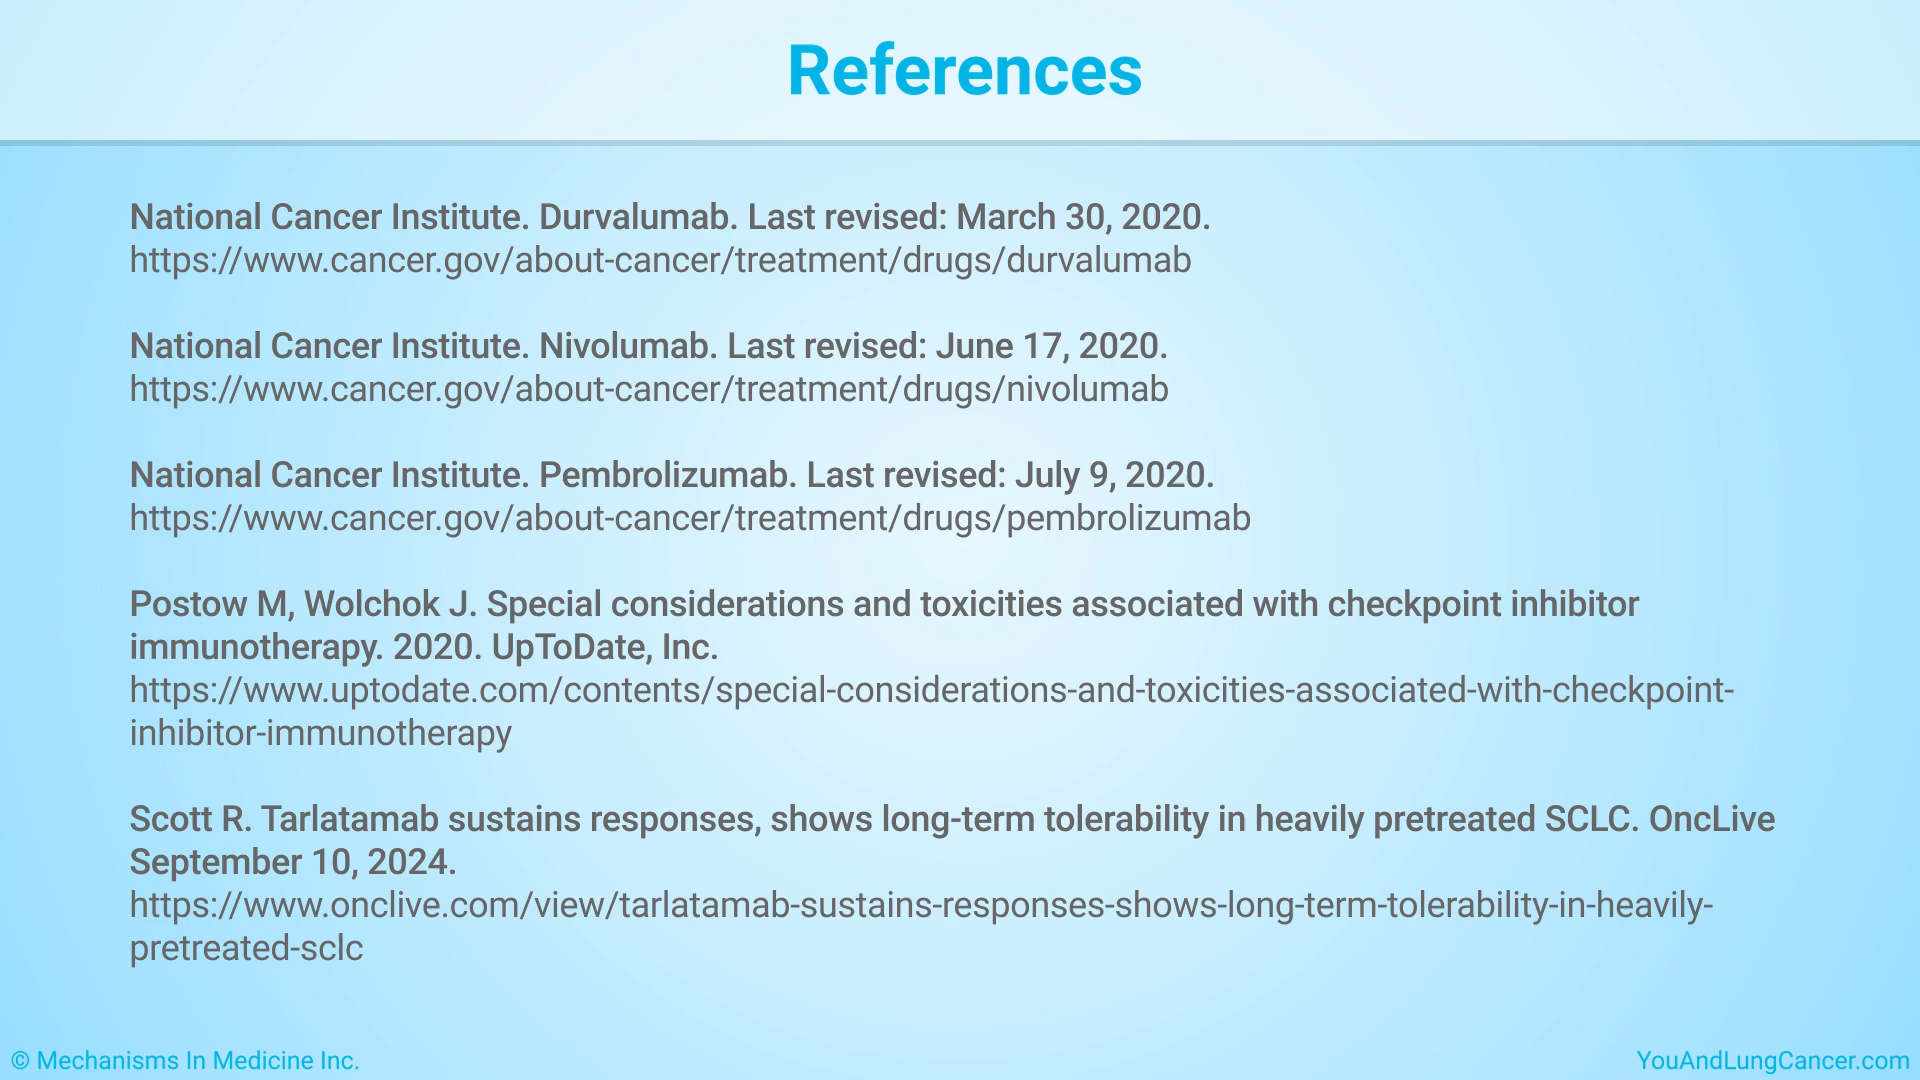 References
National Cancer Institute. Durvalumab. Last revised: March 30, 2020.
https://www.cancer.gov/about-cancer/treatment/drugs/durvalumab
National Cancer Institute. Nivolumab. Last revised: June 17, 2020.
https://www.cancer.gov/about-cancer/treatment/drugs/nivolumab
National Cancer Institute. Pembrolizumab. Last revised: July 9, 2020.
https://www.cancer.gov/about-cancer/treatment/drugs/pembrolizumab
Postow M, Wolchok J. Special considerations and toxicities associated with checkpoint inhibitor
immunotherapy. 2020. UpToDate, Inc.
https://www.uptodate.com/contents/special-considerations-and-toxicities-associated-with-checkpoint-
inhibitor-immunotherapy
Scott R. Tarlatamab sustains responses, shows long-term tolerability in heavily pretreated SCLC. OncLive
September 10, 2024.
https://www.onclive.com/view/tarlatamab-sustains-responses-shows-long-term-tolerability-in-heavily-
pretreated-sclc
© Mechanisms In Medicine Inc.
YouAndLungCancer.com